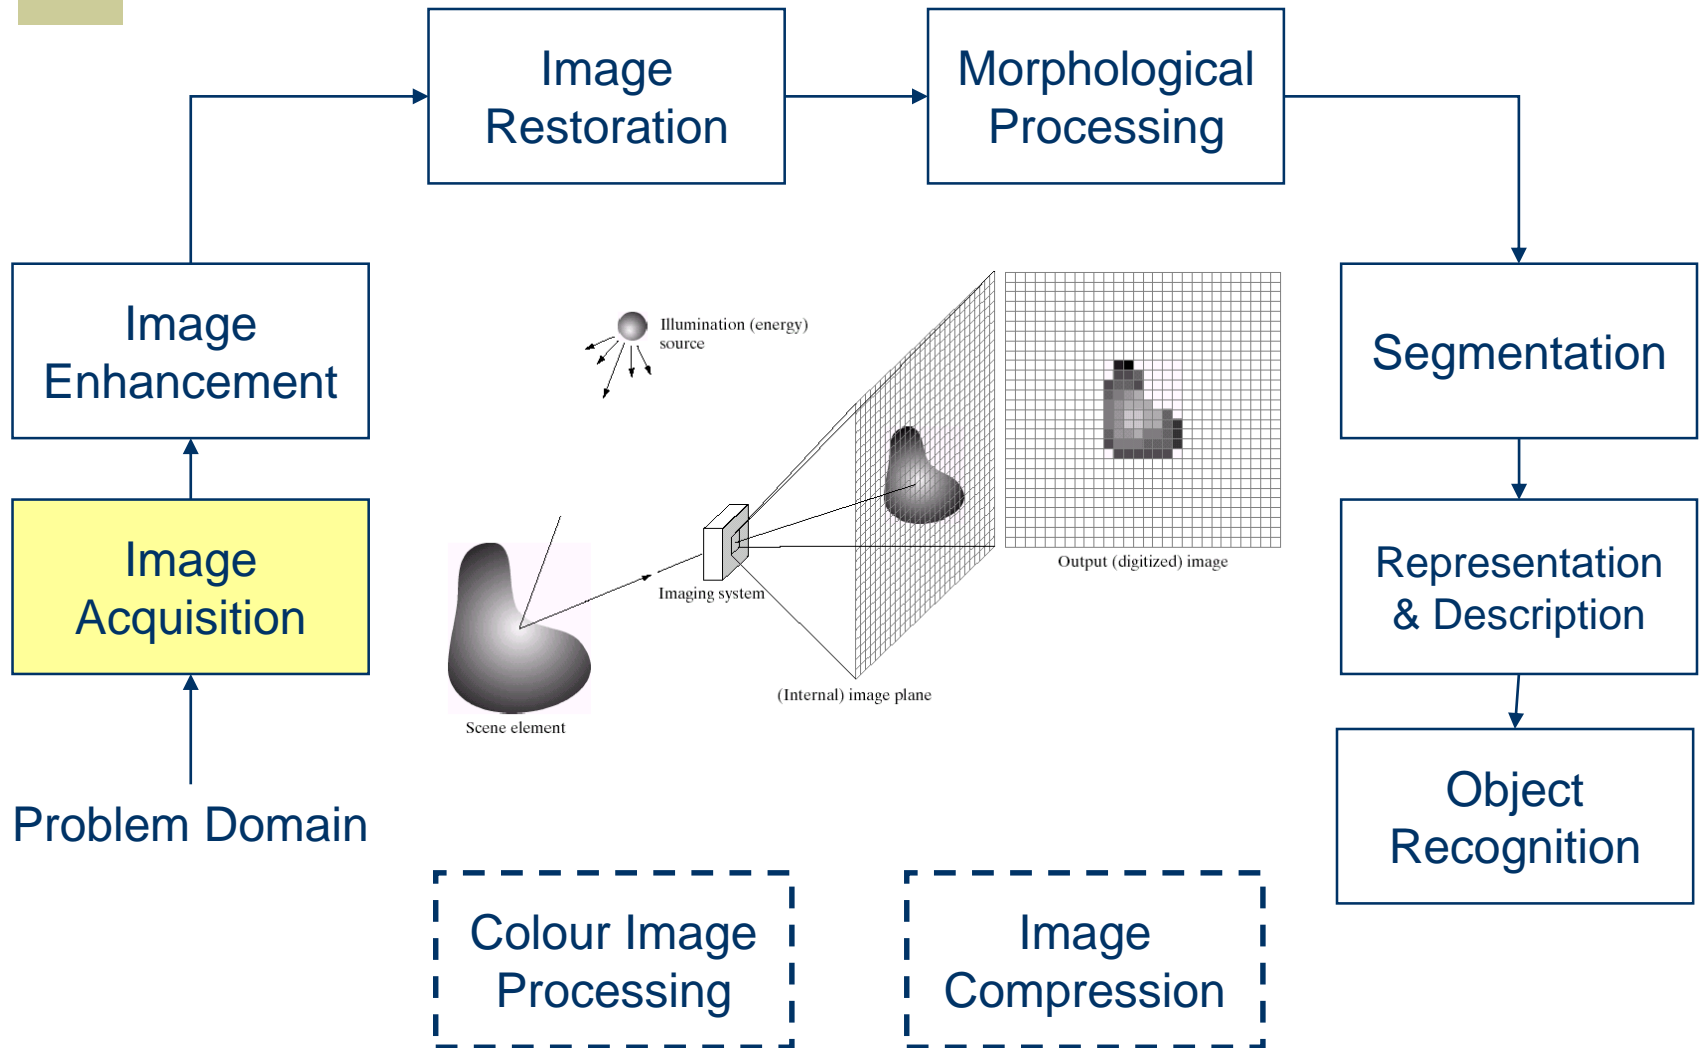 Image
Restoration
Morphological
Processing
Image
Enhancement
Illumination (energy)
source
Segmentation
Image
Acquisition
Imaging system
Output (digitized) image
Representation
& Description
(Internal) image plane
Scene element
Problem Domain
Object
Recognition
Colour Image
Processing
Image
Compression